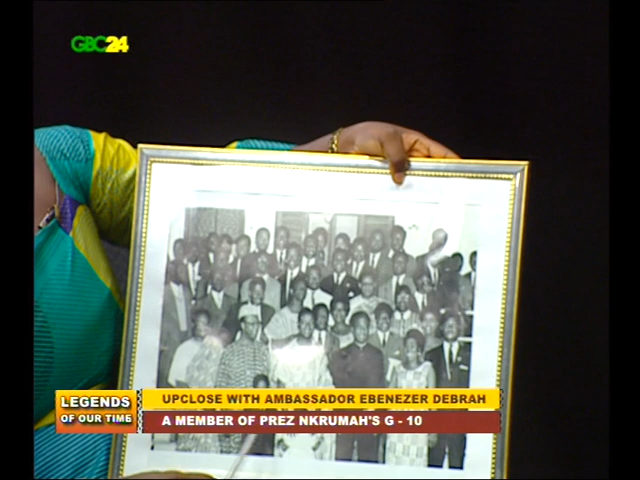 GBC24
LEGENDS
OF OUR TIME
UPCLOSE WITH AMBASSADOR EBENEZER DEBRAH
A MEMBER OF PREZ NKRUMAH'S G - 10